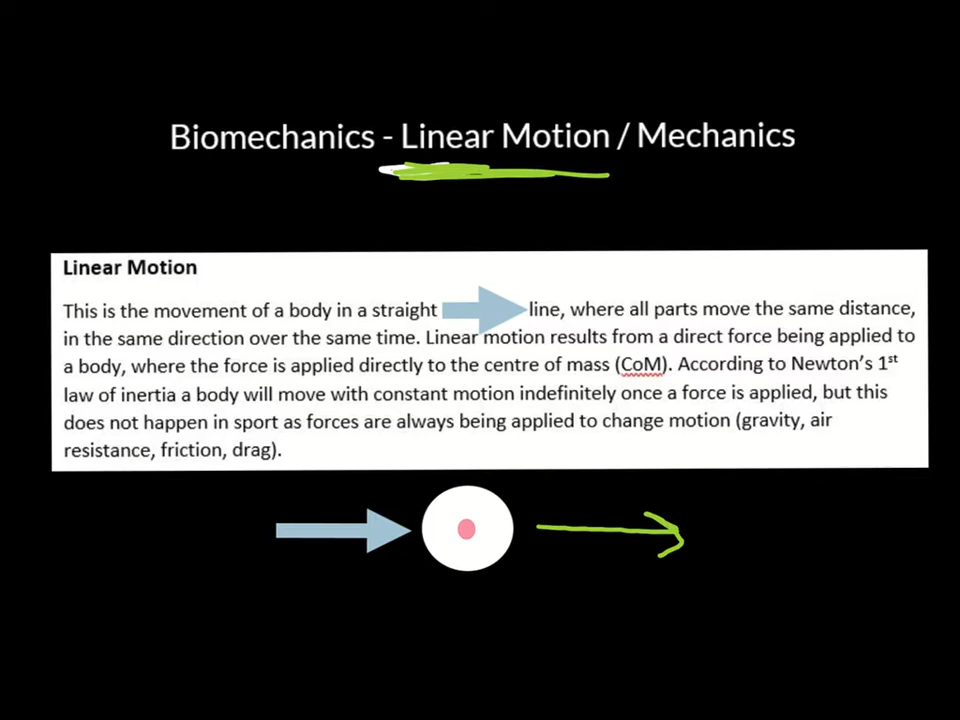 Biomechanics - Linear Motion / Mechanics
Linear Motion
This is the movement of a body in a straight line, where all parts move the same distance,
in the same direction over the same time. Linear motion results from a direct force being applied to
a body, where the force is applied directly to the centre of mass (CoM). According to Newton's 1st
law of inertia a body will move with constant motion indefinitely once a force is applied, but this
does not happen in sport as forces are always being applied to change motion (gravity, air
resistance, friction, drag).